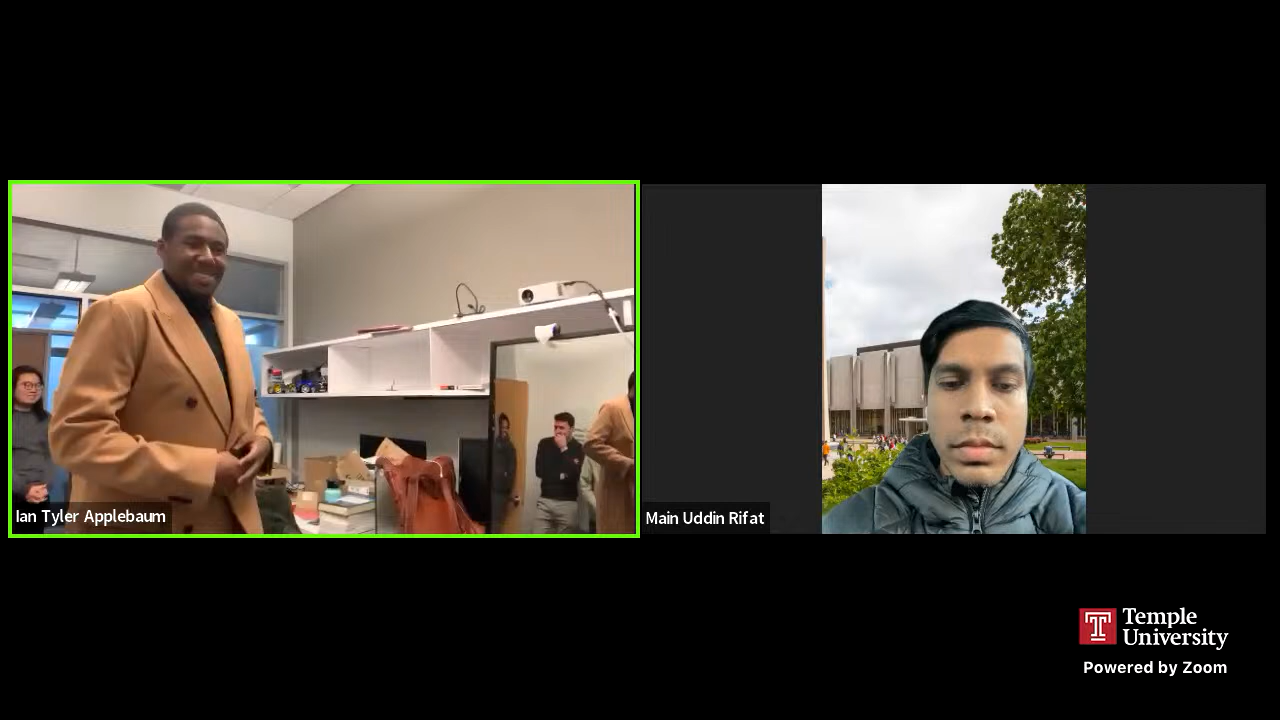 Ian Tyler Applebaum
Main Uddin Rifat
Temple
University
Powered by Zoom